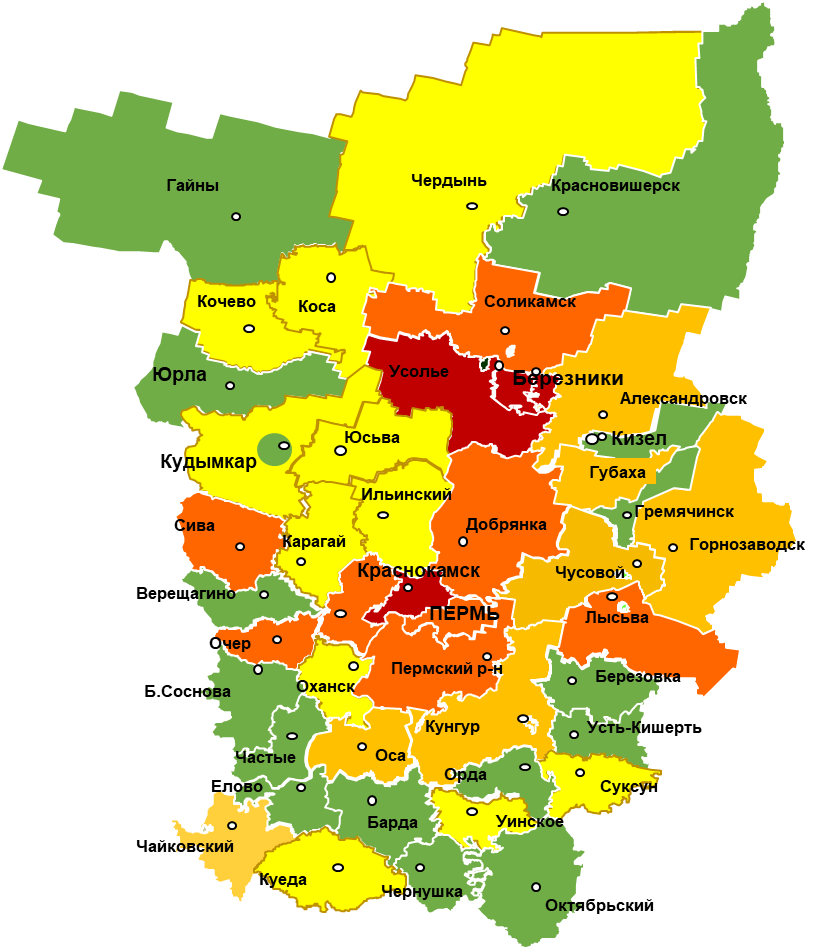 Гайны
Чердынь
Красновишерск
Кочево
Коса
Соликамск
Юрла
Усолье
Березники
Александровск
Юсьва
Кизел
Кудымкар
Губаха
Ильинский
Сива
Добрянка
Гремячинск
Карагай
Горнозаводск
Краснокамск
Чусовой
Верещагино
ПЕРМЬ
Лысьва
Очер
Пермский р-н
Березовка
Б.Соснова
Оханск
Кунгур
Усть-Кишерть
Частые
Оса
Орда
Елово
Суксун
Барда
Уинское
Чайковский
Куеда
Чернушка
Октябрьский